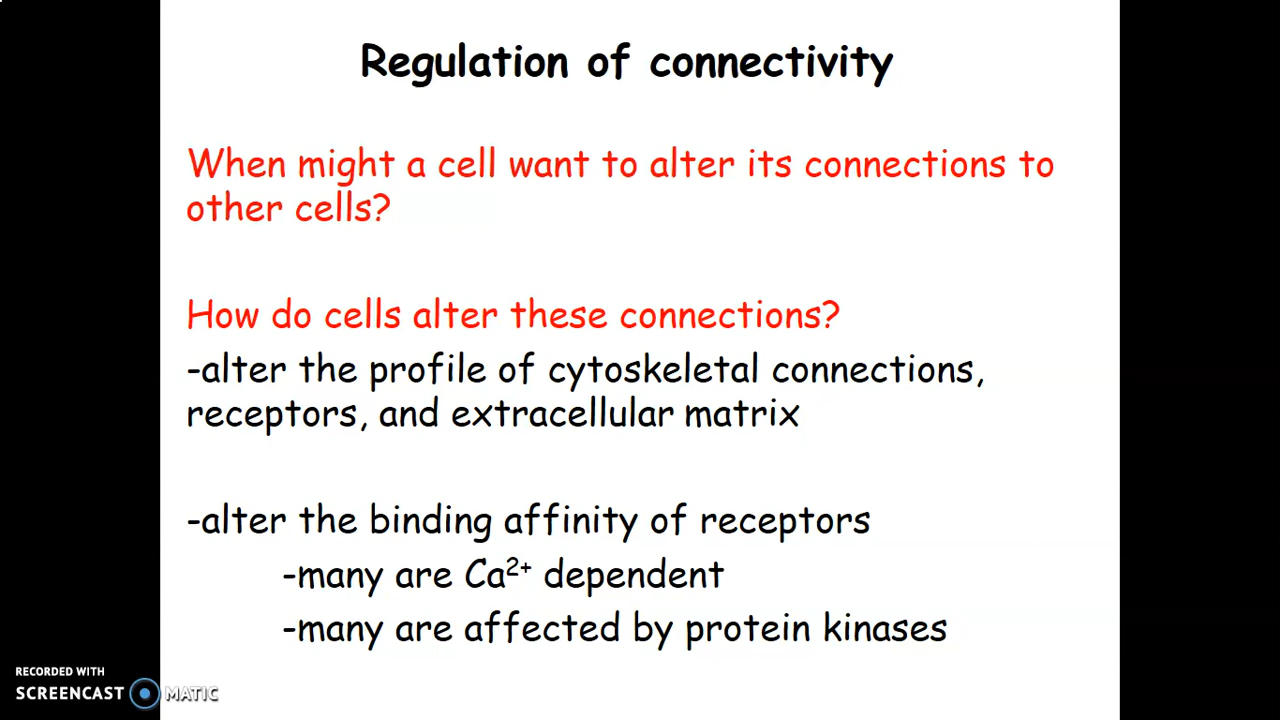 Regulation of connectivity
When might a cell want to alter its connections to
other cells?
How do cells alter these connections?
-alter the profile of cytoskeletal connections,
receptors, and extracellular matrix
-alter the binding affinity of receptors
-many are Ca²⁺ dependent
-many are affected by protein kinases
RECORDED WITH
SCREENCAST MATIC